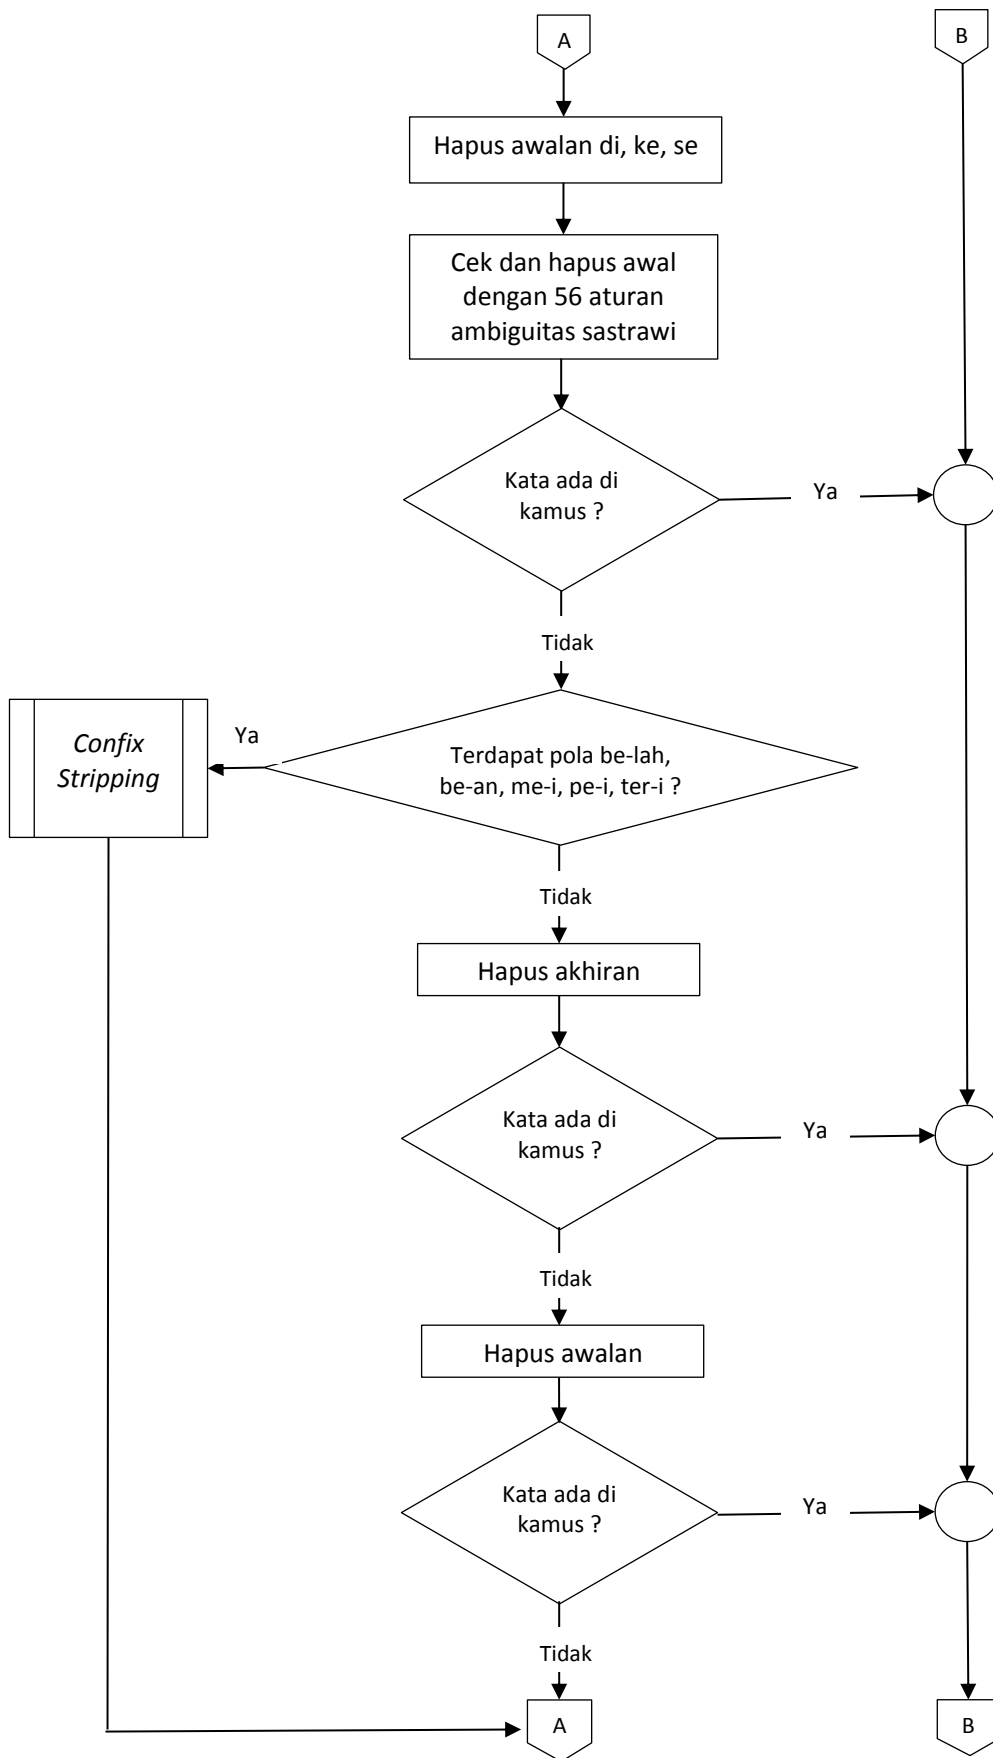 A
B
Hapus awalan di, ke, se
Cek dan hapus awal
dengan 56 aturan
ambiguitas sastrawi
Kata ada di
kamus ?
Ya
Tidak
Confix
Stripping
Ya
Terdapat pola be-lah,
be-an, me-i, pe-i, ter-i ?
Tidak
Hapus akhiran
Kata ada di
kamus ?
Ya
Tidak
Hapus awalan
Kata ada di
kamus ?
Ya
Tidak
A
B